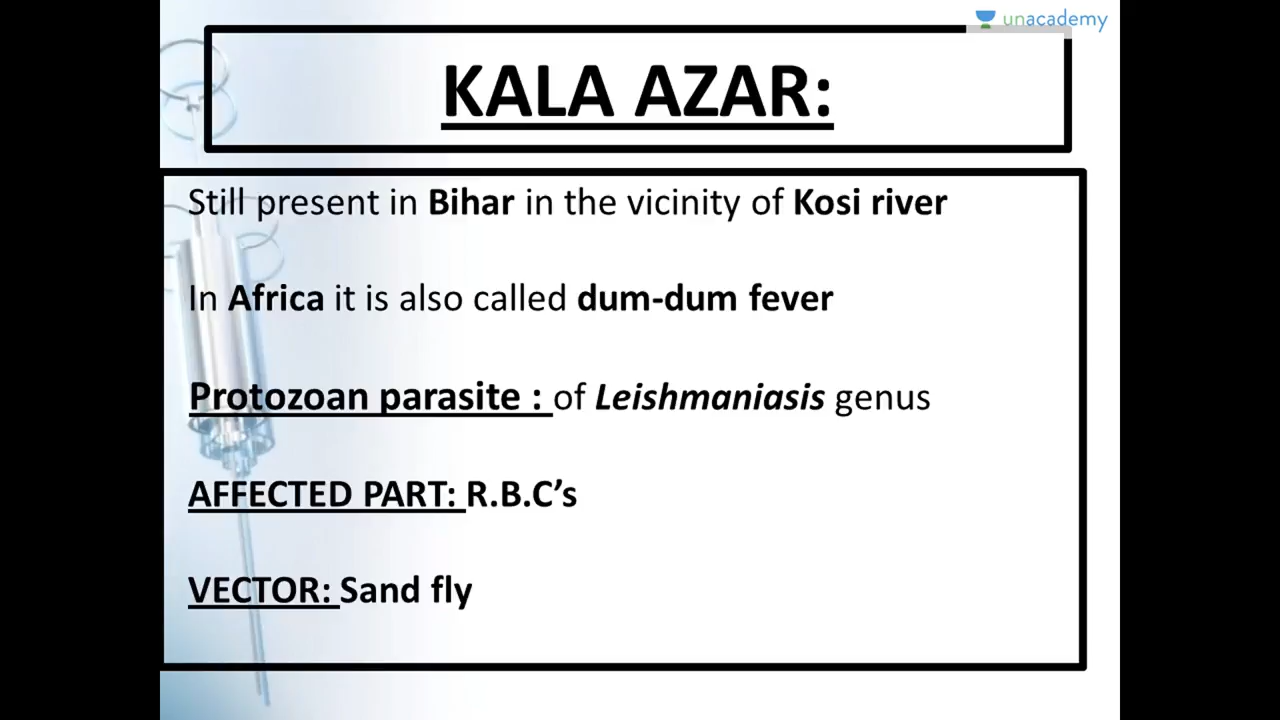 unacademy
KALA AZAR:
Still present in Bihar in the vicinity of Kosi river
In Africa it is also called dum-dum fever
Protozoan parasite : of Leishmaniasis genus
AFFECTED PART: R.B.C’s
VECTOR: Sand fly